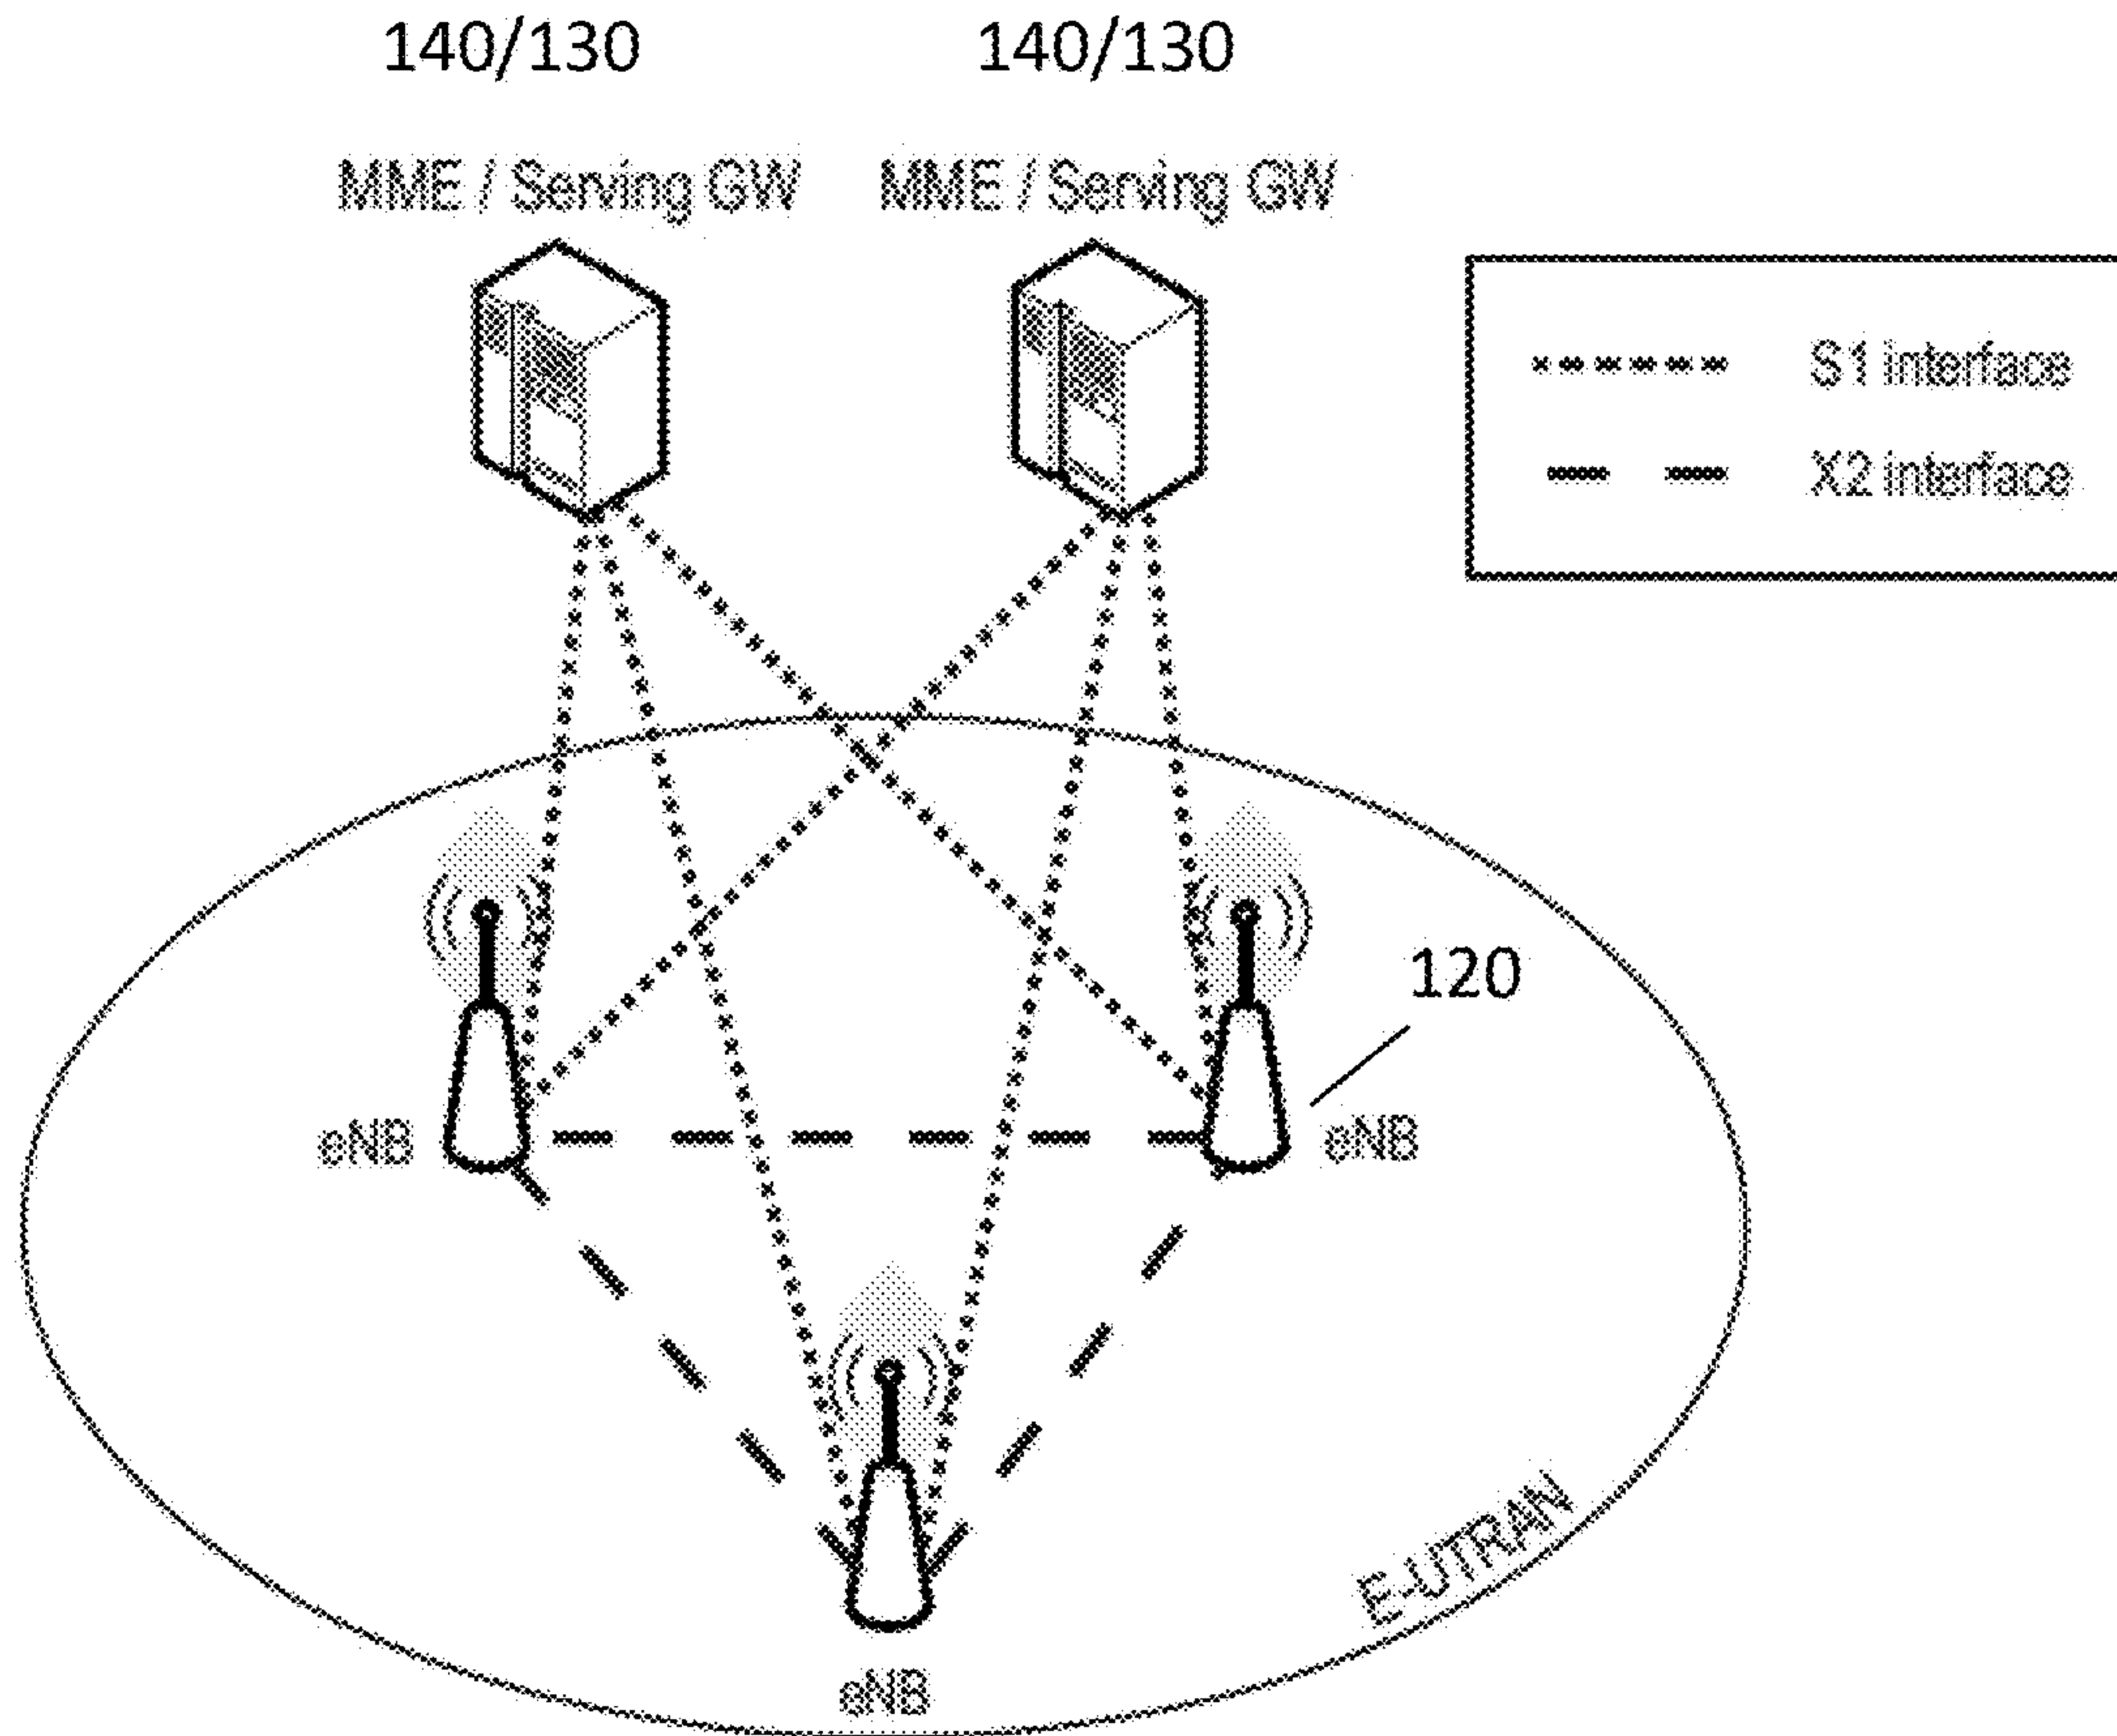 140/130 140/130
MME / Serving GW MME / Serving GW
S1 interface
X2 interface
120
eNB eNB
E-UTRAN
eNB